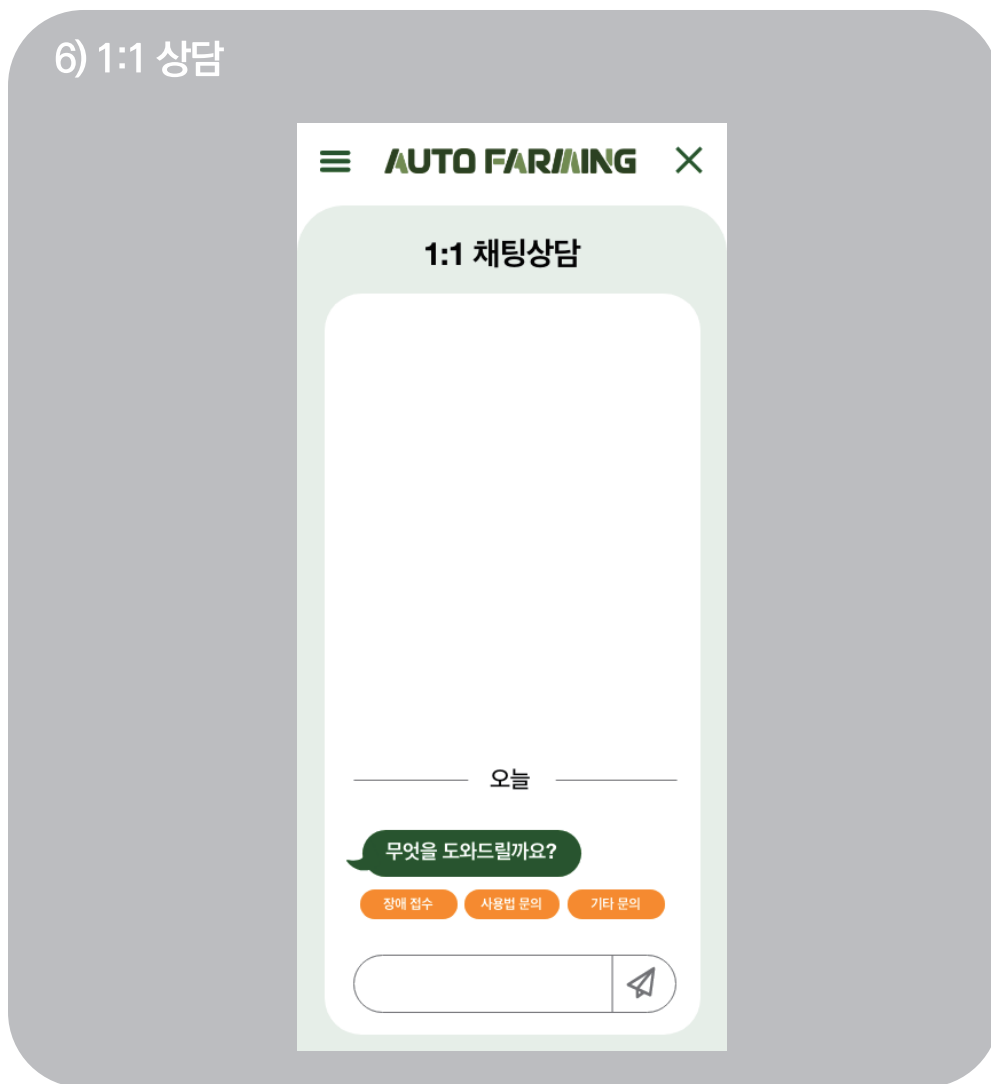 6) 1:1 상담
AUTO FARMING
1:1 채팅상담
오늘
무엇을 도와드릴까요?
장애 접수 사용법 문의 기타 문의